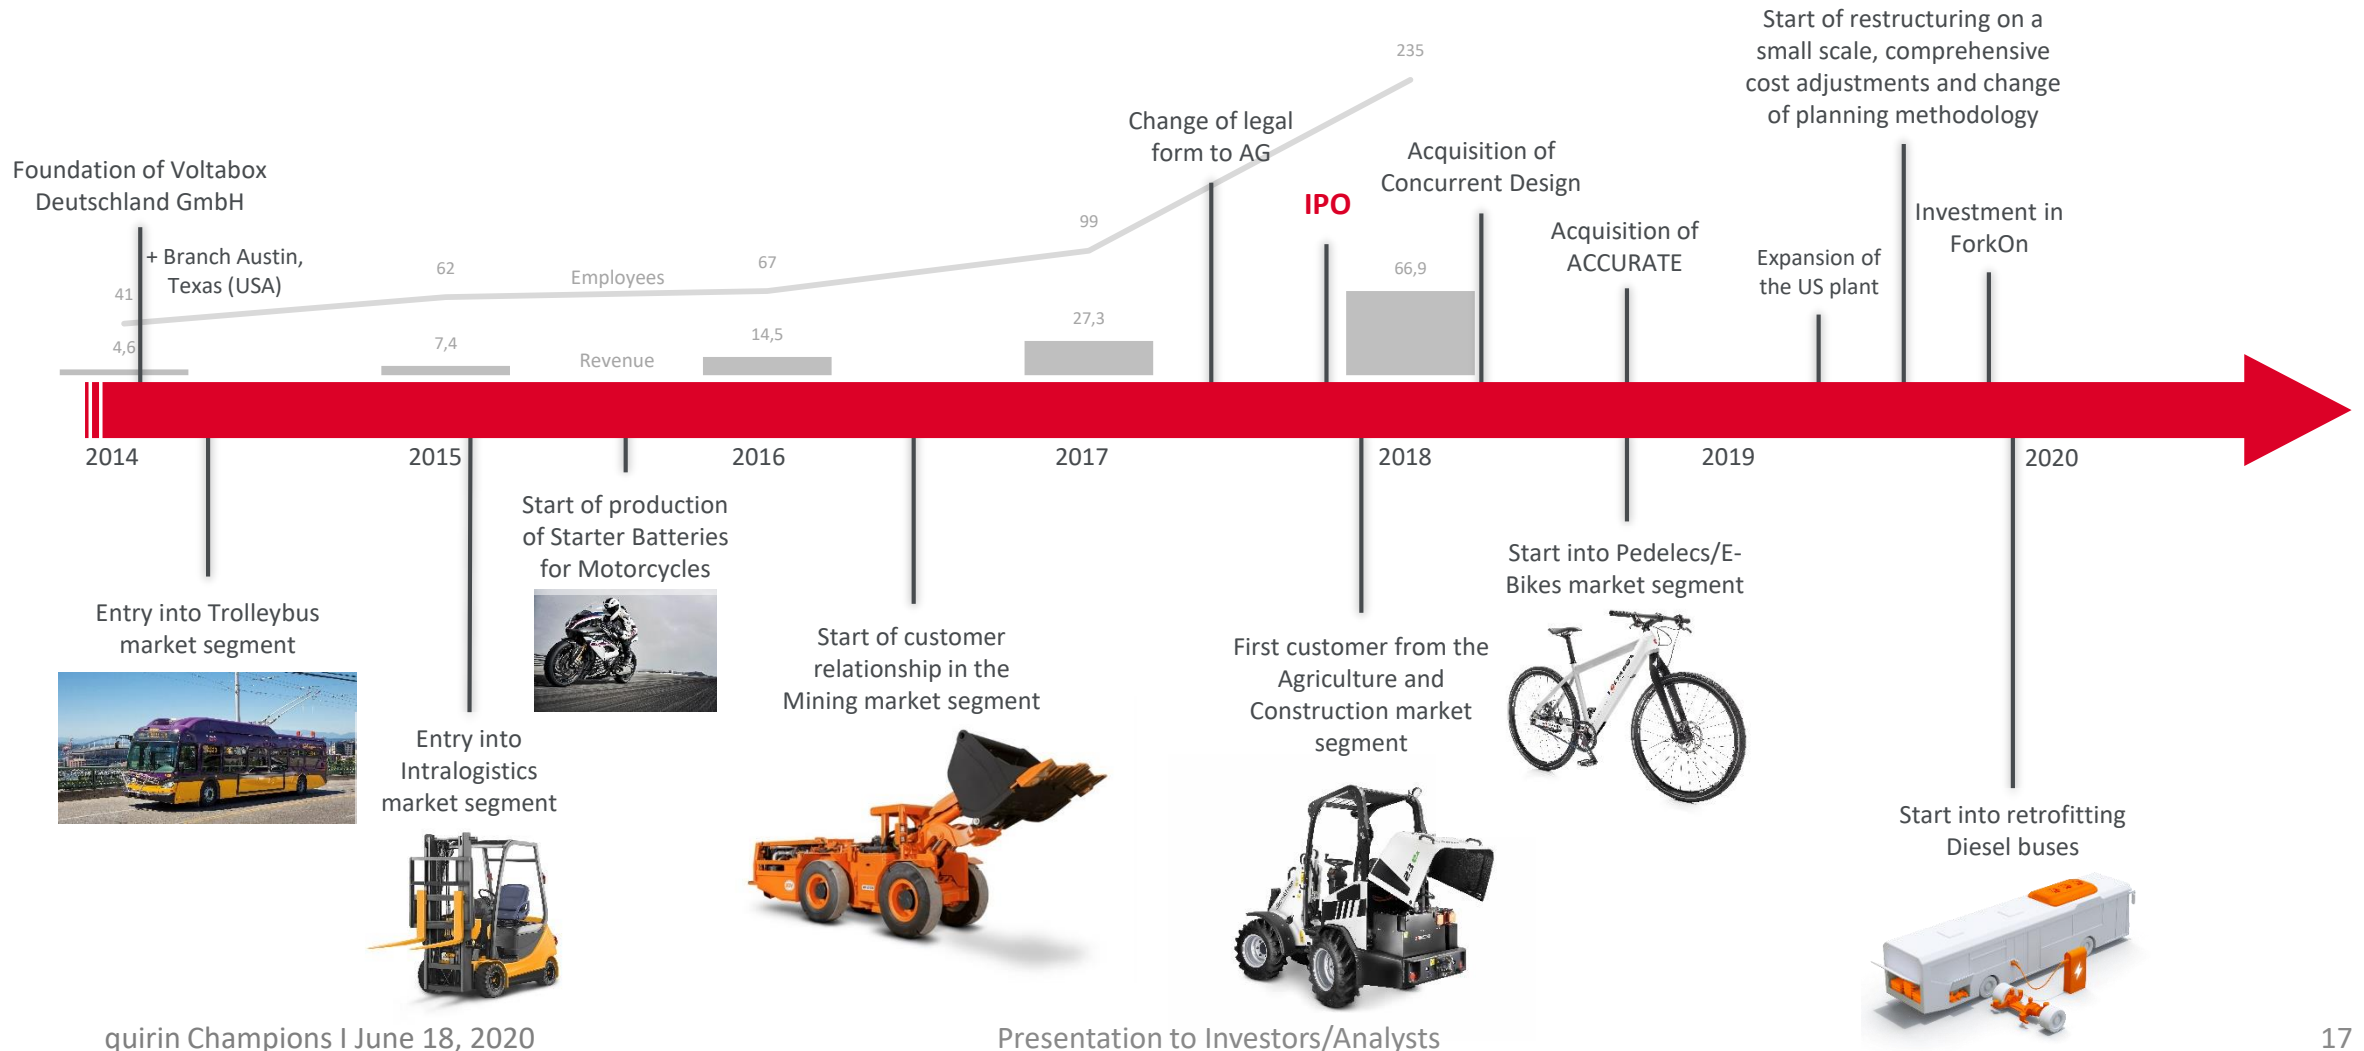 Start of restructuring on a
small scale, comprehensive
cost adjustments and change
of planning methodology
235
Change of legal
form to AG
Acquisition of
Concurrent Design
Foundation of Voltabox
Deutschland GmbH
IPO
99
Investment in
ForkOn
Acquisition of
ACCURATE
+ Branch Austin,
Texas (USA)
Expansion of
the US plant
62
Employees
67
66,9
41
4,6
7,4
Revenue
14,5
27,3
2014
2015
2016
2017
2018
2019
2020
Start of production
of Starter Batteries
for Motorcycles
Start into Pedelecs/E-
Bikes market segment
Entry into Trolleybus
market segment
Start of customer
relationship in the
Mining market segment
First customer from the
Agriculture and
Construction market
segment
Entry into
Intralogistics
market segment
Start into retrofitting
Diesel buses
quirin Champions I June 18, 2020
Presentation to Investors/Analysts
17